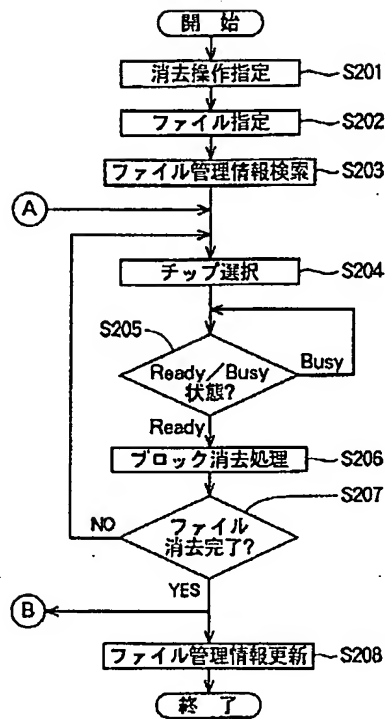 開始
消去操作指定 S201
ファイル指定 S202
ファイル管理情報検索 S203
A
チップ選択 S204
S205
Ready/Busy
状態?
Busy
Ready
ブロック消去処理 S206
S207
ファイル
消去完了?
NO
YES
B
ファイル管理情報更新 S208
終了